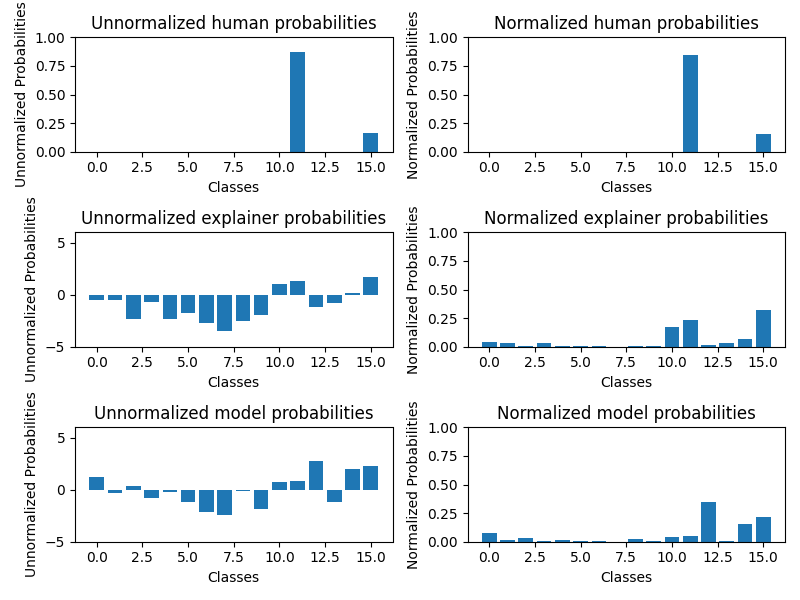 Unnormalized human probabilities
Unnormalized Probabilities
1.00
0.75
0.50
0.25
0.00
0.0 2.5 5.0 7.5 10.0 12.5 15.0
Classes
Normalized human probabilities
Normalized Probabilities
1.00
0.75
0.50
0.25
0.00
0.0 2.5 5.0 7.5 10.0 12.5 15.0
Classes
Unnormalized explainer probabilities
Unnormalized Probabilities
5
0
−5
0.0 2.5 5.0 7.5 10.0 12.5 15.0
Classes
Normalized explainer probabilities
Normalized Probabilities
1.00
0.75
0.50
0.25
0.00
0.0 2.5 5.0 7.5 10.0 12.5 15.0
Classes
Unnormalized model probabilities
Unnormalized Probabilities
5
0
−5
0.0 2.5 5.0 7.5 10.0 12.5 15.0
Classes
Normalized model probabilities
Normalized Probabilities
1.00
0.75
0.50
0.25
0.00
0.0 2.5 5.0 7.5 10.0 12.5 15.0
Classes